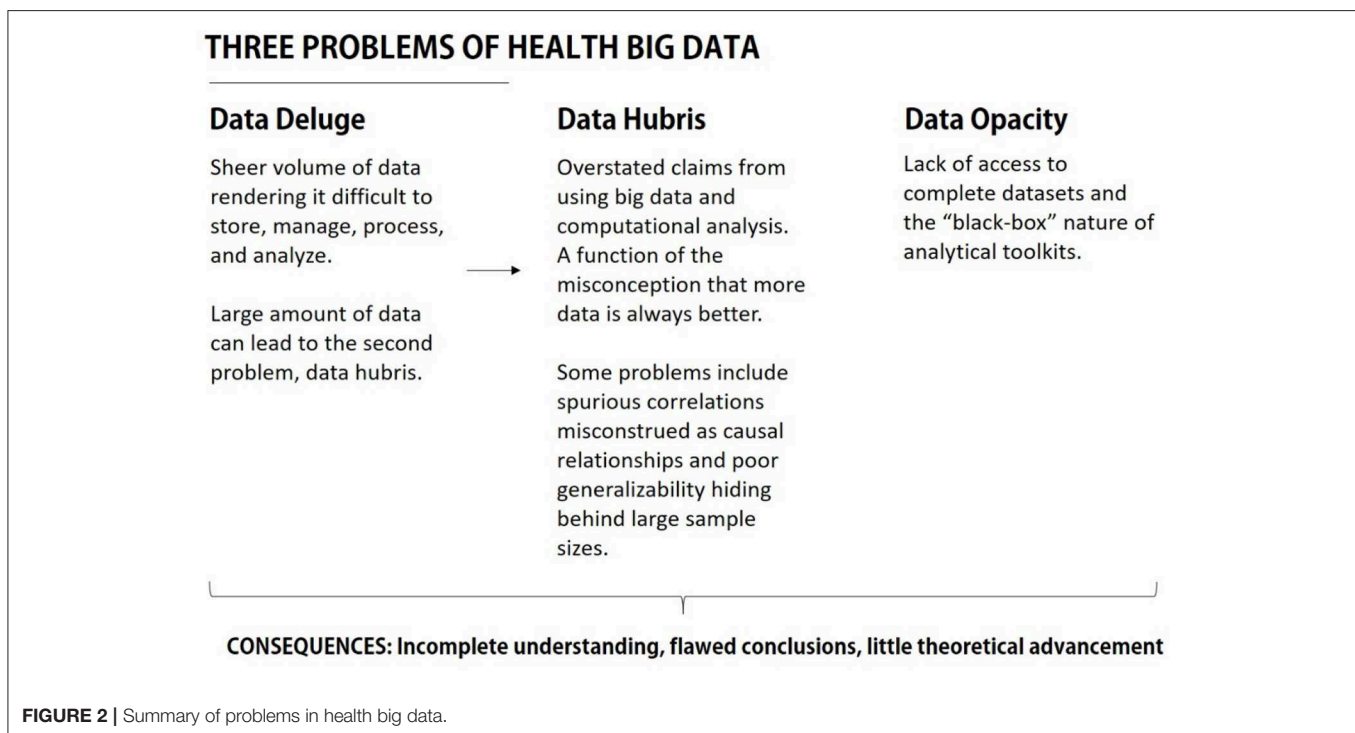 THREE PROBLEMS OF HEALTH BIG DATA
Data Deluge
Sheer volume of data
rendering it difficult to
store, manage, process,
and analyze.
Large amount of data
can lead to the second
problem, data hubris.
Data Hubris
Overstated claims from
using big data and
computational analysis.
A function of the
misconception that more
data is always better.
Some problems include
spurious correlations
misconstrued as causal
relationships and poor
generalizability hiding
behind large sample
sizes.
Data Opacity
Lack of access to
complete datasets and
the “black-box” nature of
analytical toolkits.
CONSEQUENCES: Incomplete understanding, flawed conclusions, little theoretical advancement
FIGURE 2 | Summary of problems in health big data.